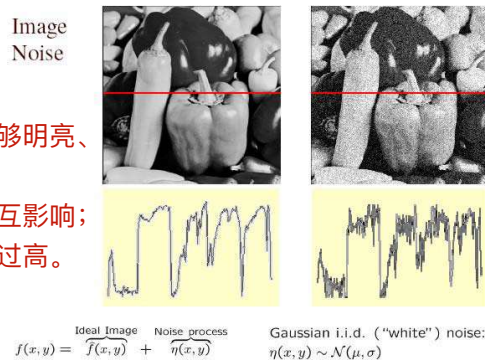 Image
Noise
够明亮、
互影响；
过高。
Ideal Image Noise process
f(x, y) = f(x, y) + η(x, y)
Gaussian i.i.d. ("white") noise:
η(x, y) ~ N(μ, σ)